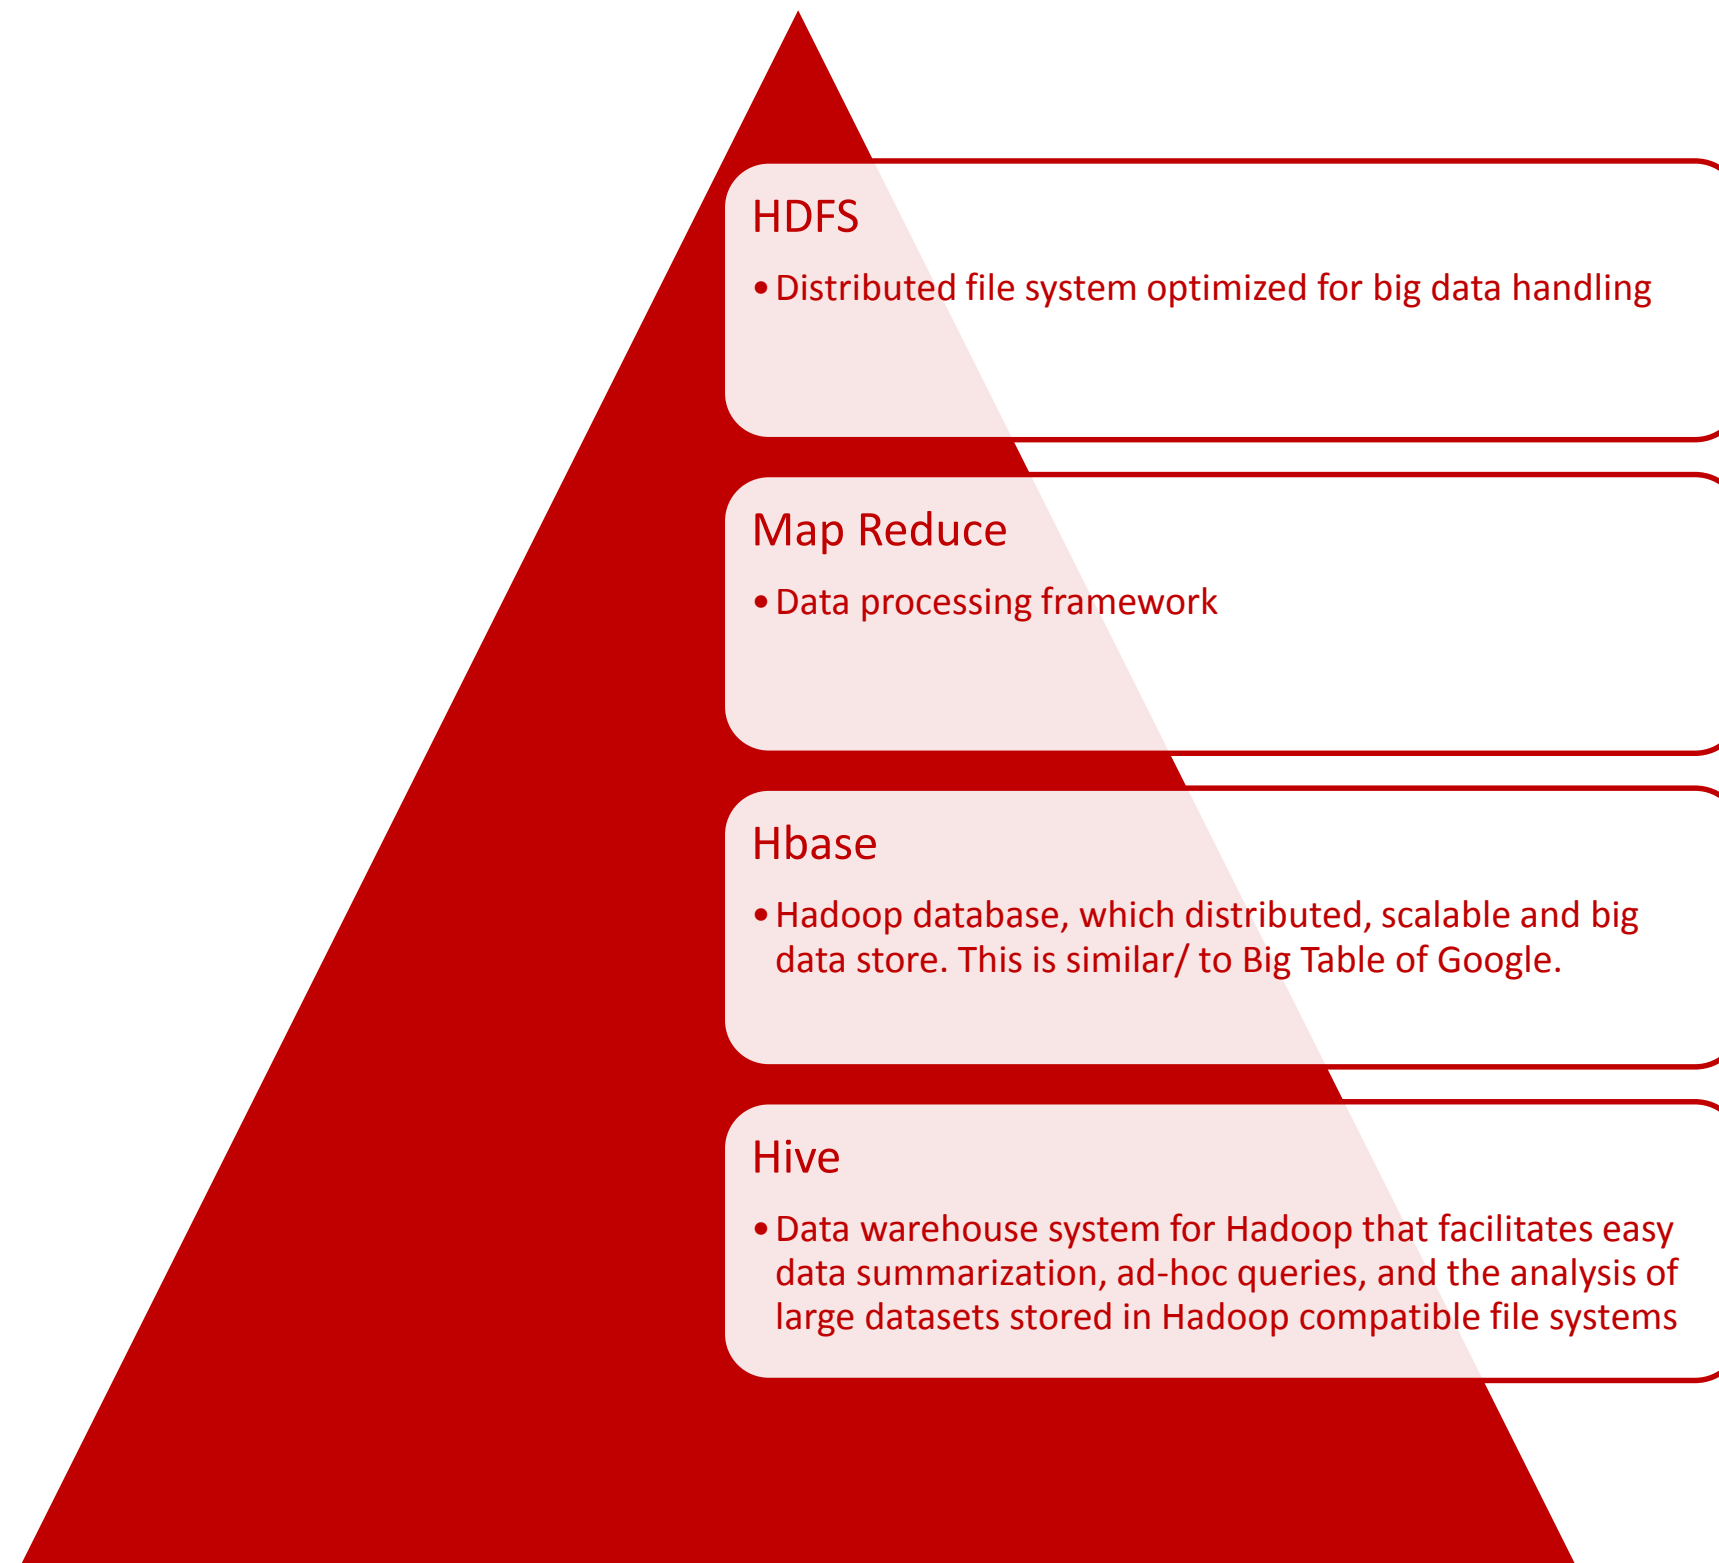 HDFS
•Distributed file system optimized for big data handling
Map Reduce
•Data processing framework
Hbase
•Hadoop database, which distributed, scalable and big
data store. This is similar/ to Big Table of Google.
Hive
•Data warehouse system for Hadoop that facilitates easy
data summarization, ad-hoc queries, and the analysis of
large datasets stored in Hadoop compatible file systems